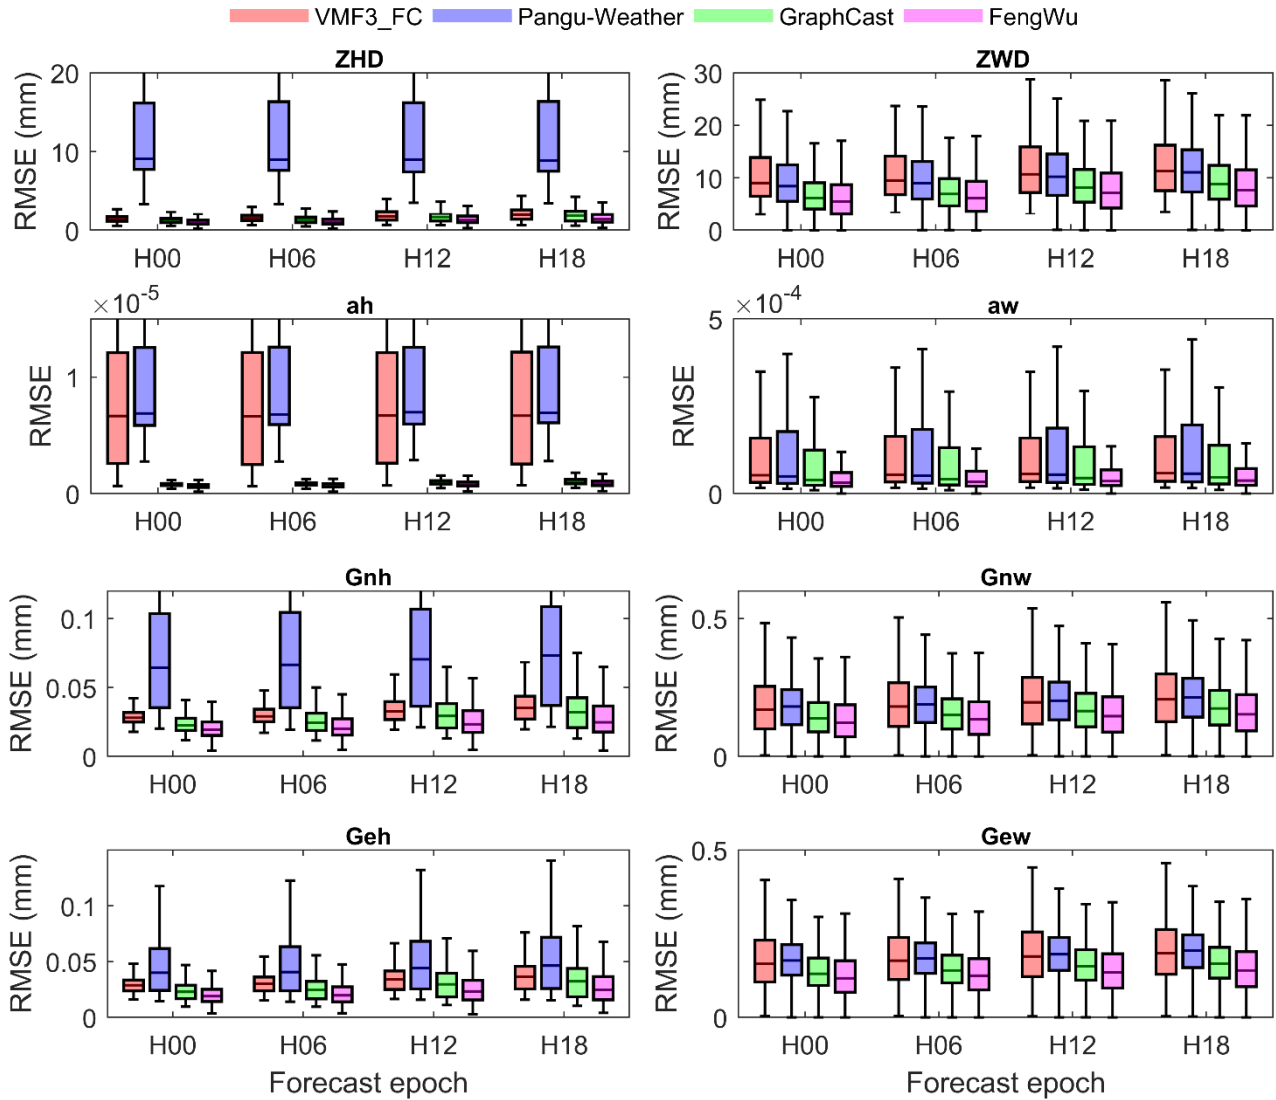 VMF3_FC Pangu-Weather GraphCast FengWu
ZHD
RMSE (mm)
20
10
0
H00 H06 H12 H18
ZWD
RMSE (mm)
30
20
10
0
H00 H06 H12 H18
ah
×10-5
RMSE
1
0
H00 H06 H12 H18
aw
×10-4
RMSE
5
0
H00 H06 H12 H18
Gnh
RMSE (mm)
0.1
0.05
0
H00 H06 H12 H18
Gnw
RMSE (mm)
0.5
0
H00 H06 H12 H18
Geh
RMSE (mm)
0.1
0.05
0
H00 H06 H12 H18
Forecast epoch
Gew
RMSE (mm)
0.5
0
H00 H06 H12 H18
Forecast epoch